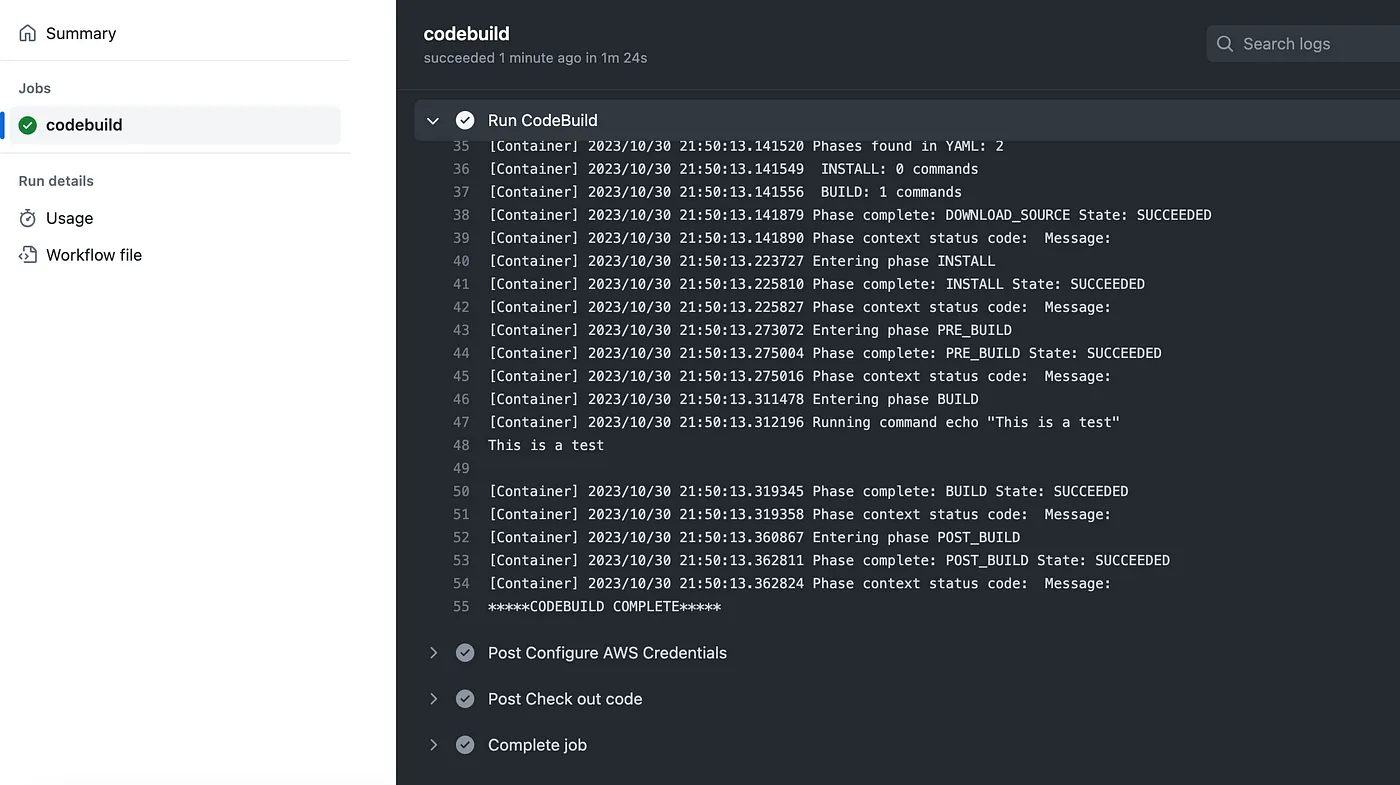 Summary
Jobs
codebuild
Run details
Usage
Workflow file
codebuild
succeeded 1 minute ago in 1m 24s
Search logs
Run CodeBuild
35 [Container] 2023/10/30 21:50:13.141520 Phases found in YAML: 2
36 [Container] 2023/10/30 21:50:13.141549  INSTALL: 0 commands
37 [Container] 2023/10/30 21:50:13.141556  BUILD: 1 commands
38 [Container] 2023/10/30 21:50:13.141879 Phase complete: DOWNLOAD_SOURCE State: SUCCEEDED
39 [Container] 2023/10/30 21:50:13.141890 Phase context status code:  Message:
40 [Container] 2023/10/30 21:50:13.223727 Entering phase INSTALL
41 [Container] 2023/10/30 21:50:13.225810 Phase complete: INSTALL State: SUCCEEDED
42 [Container] 2023/10/30 21:50:13.225827 Phase context status code:  Message:
43 [Container] 2023/10/30 21:50:13.273072 Entering phase PRE_BUILD
44 [Container] 2023/10/30 21:50:13.275004 Phase complete: PRE_BUILD State: SUCCEEDED
45 [Container] 2023/10/30 21:50:13.275016 Phase context status code:  Message:
46 [Container] 2023/10/30 21:50:13.311478 Entering phase BUILD
47 [Container] 2023/10/30 21:50:13.312196 Running command echo "This is a test"
48 This is a test
49
50 [Container] 2023/10/30 21:50:13.319345 Phase complete: BUILD State: SUCCEEDED
51 [Container] 2023/10/30 21:50:13.319358 Phase context status code:  Message:
52 [Container] 2023/10/30 21:50:13.360867 Entering phase POST_BUILD
53 [Container] 2023/10/30 21:50:13.362811 Phase complete: POST_BUILD State: SUCCEEDED
54 [Container] 2023/10/30 21:50:13.362824 Phase context status code:  Message:
55 *****CODEBUILD COMPLETE*****
Post Configure AWS Credentials
Post Check out code
Complete job